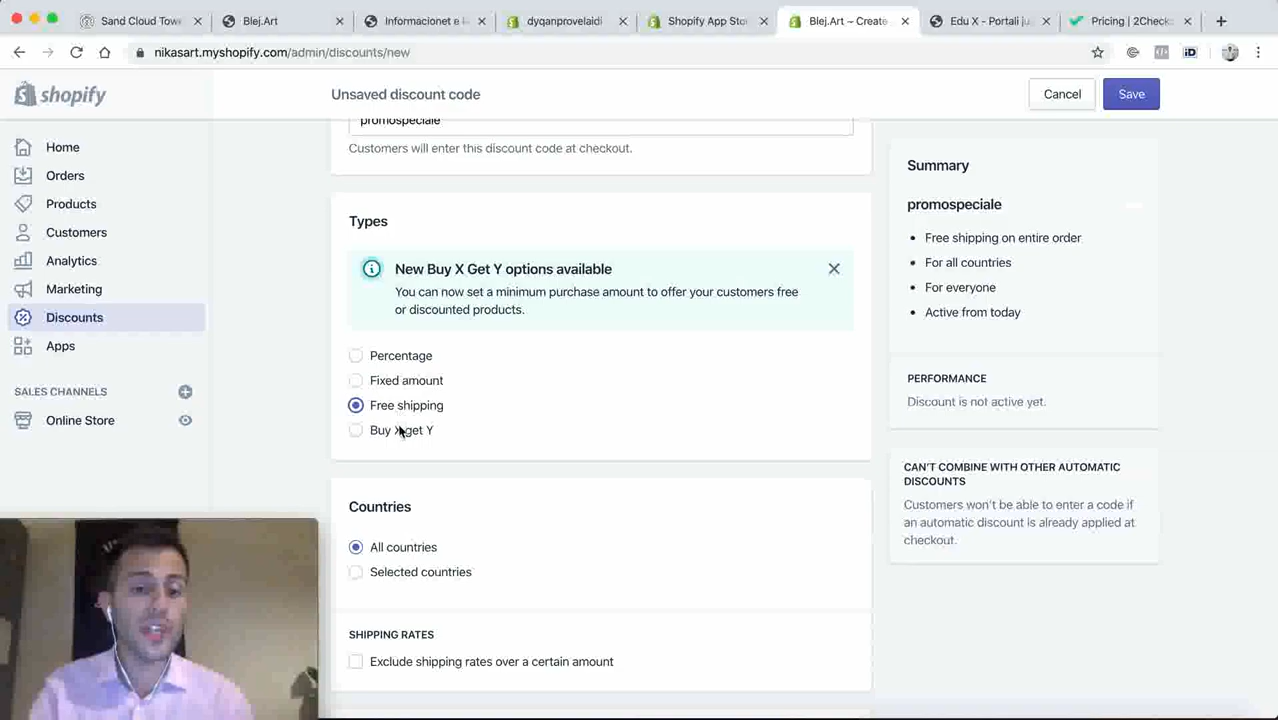 Sand Cloud Tow
Blej.Art
Informacionet e
dyqanprovelaidi
Shopify App Sto
Blej.Art ~ Create
Edu X - Portali ju
Pricing | 2Check
nikasart.myshopify.com/admin/discounts/new
shopify
Unsaved discount code
Cancel
Save
Home
Orders
Products
Customers
Analytics
Marketing
Discounts
Apps
SALES CHANNELS
Online Store
promospeciale
Customers will enter this discount code at checkout.
Types
New Buy X Get Y options available
You can now set a minimum purchase amount to offer your customers free
or discounted products.
Percentage
Fixed amount
Free shipping
Buy X get Y
Countries
All countries
Selected countries
SHIPPING RATES
Exclude shipping rates over a certain amount
Summary
promospeciale
Free shipping on entire order
For all countries
For everyone
Active from today
PERFORMANCE
Discount is not active yet.
CAN'T COMBINE WITH OTHER AUTOMATIC
DISCOUNTS
Customers won't be able to enter a code if
an automatic discount is already applied at
checkout.